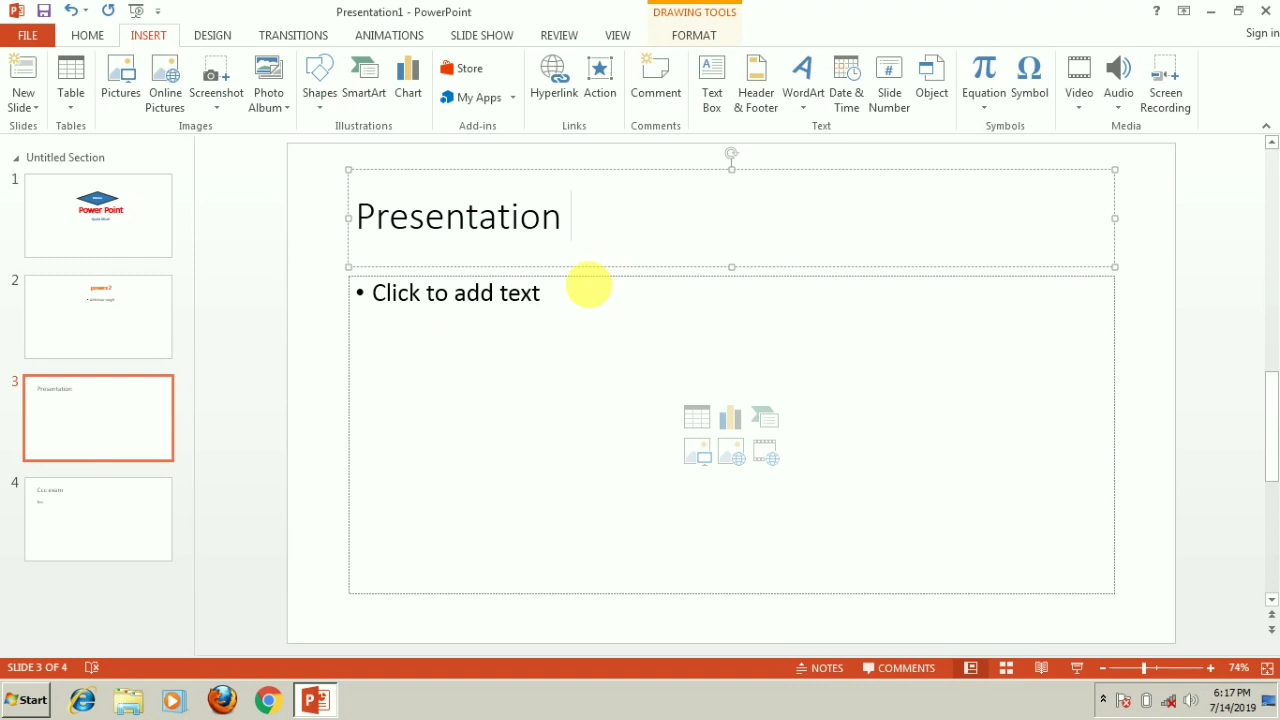 Presentation1 - PowerPoint
DRAWING TOOLS
?
FILE HOME INSERT DESIGN TRANSITIONS ANIMATIONS SLIDE SHOW REVIEW VIEW FORMAT
Sign in
New Slide
Table
Pictures
Online Pictures
Screenshot
Photo Album
Shapes
SmartArt
Chart
Store
My Apps
Hyperlink
Action
Comment
Text Box
Header & Footer
WordArt
Date & Time
Slide Number
Object
Equation
Symbol
Video
Audio
Screen Recording
Slides Tables Images Illustrations Add-ins Links Comments Text Symbols Media
Untitled Section
1
Power Point
2
3
Presentation
4
Ccc exam
Presentation
• Click to add text
SLIDE 3 OF 4
NOTES
COMMENTS
74%
Start
6:17 PM
7/14/2019